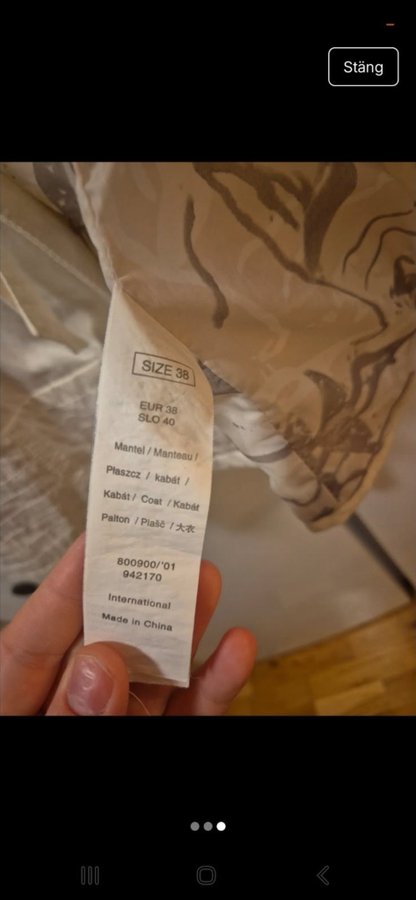 Stäng
SIZE 38
EUR 38
SLO 40
Mantel / Manteau /
Płaszcz / kabát /
Kabát / Coat / Kabát
Palton / Plašč / 大衣
800900/'01
942170
International
Made in China